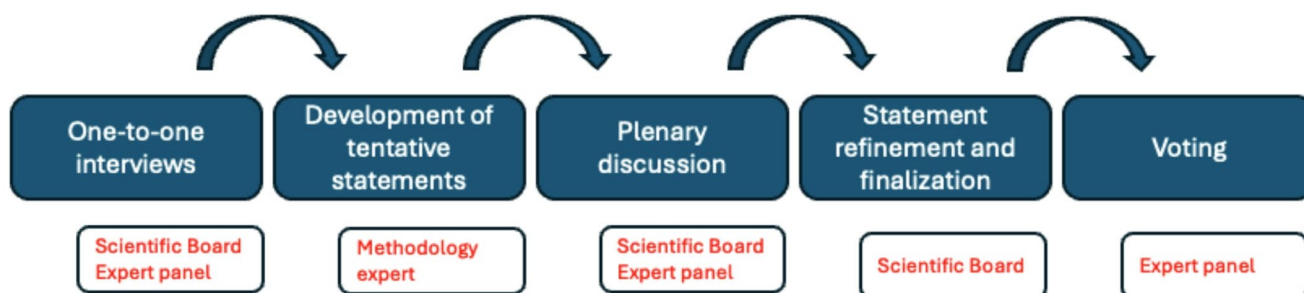 One-to-one
interviews
Development of
tentative
statements
Plenary
discussion
Statement
refinement and
finalization
Voting
Scientific Board
Expert panel
Methodology
expert
Scientific Board
Expert panel
Scientific Board
Expert panel